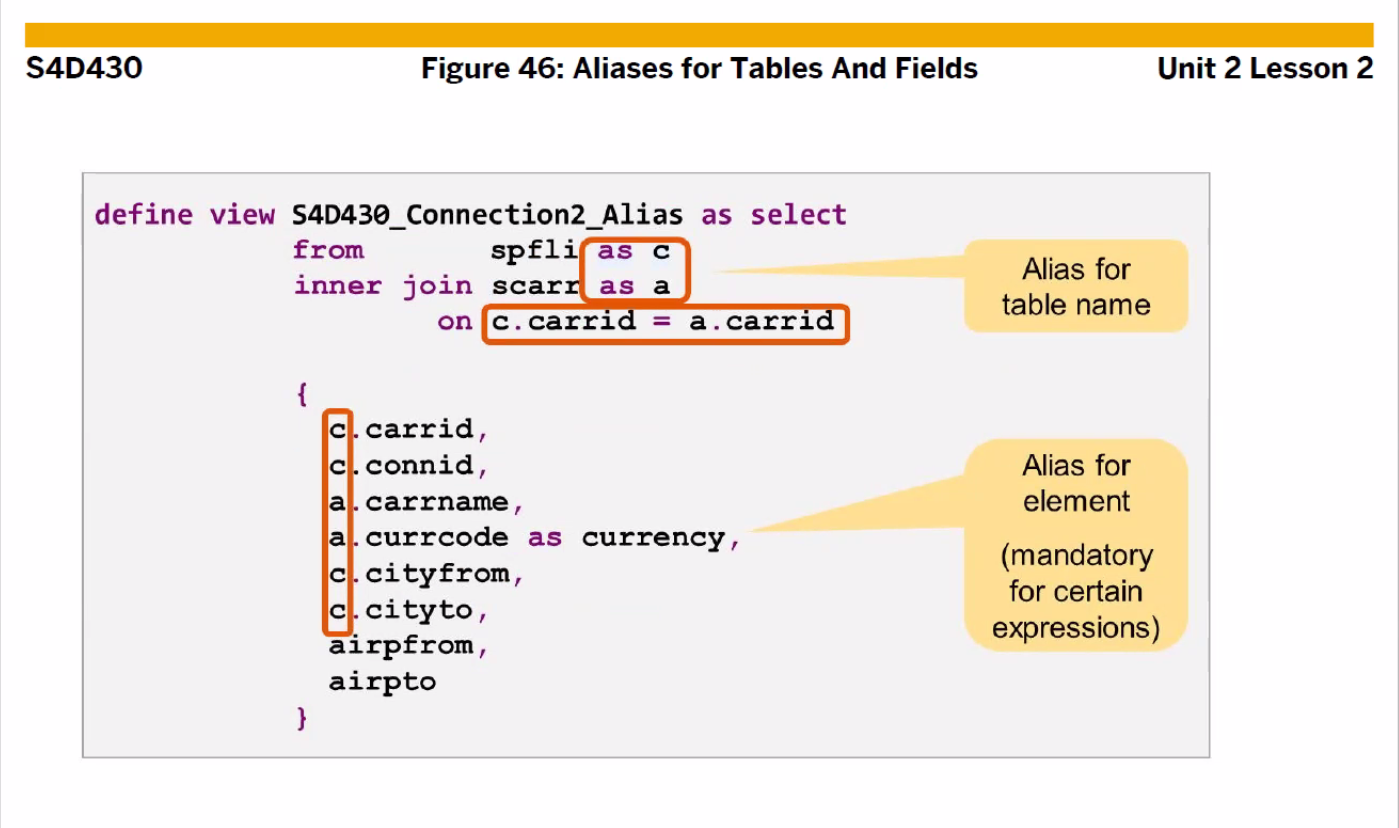 S4D430 Figure 46: Aliases for Tables And Fields Unit 2 Lesson 2
define view S4D430_Connection2_Alias as select
from spfli as c
inner join scarr as a
on c.carrid = a.carrid
Alias for
table name
{
c.carrid,
c.connid,
a.carrname,
a.currcode as currency,
c.cityfrom,
c.cityto,
airpfrom,
airpto
}
Alias for
element
(mandatory
for certain
expressions)